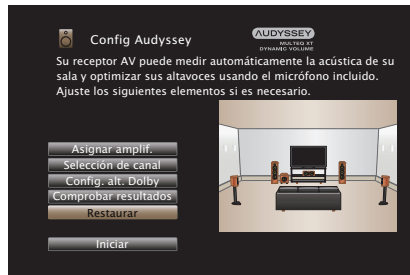 Config Audyssey
AUDYSSEY
MULTEQ XT
DYNAMIC VOLUME
Su receptor AV puede medir automáticamente la acústica de su
sala y optimizar sus altavoces usando el micrófono incluido.
Ajuste los siguientes elementos si es necesario.
Asignar amplif.
Selección de canal
Config. alt. Dolby
Comprobar resultados
Restaurar
Iniciar